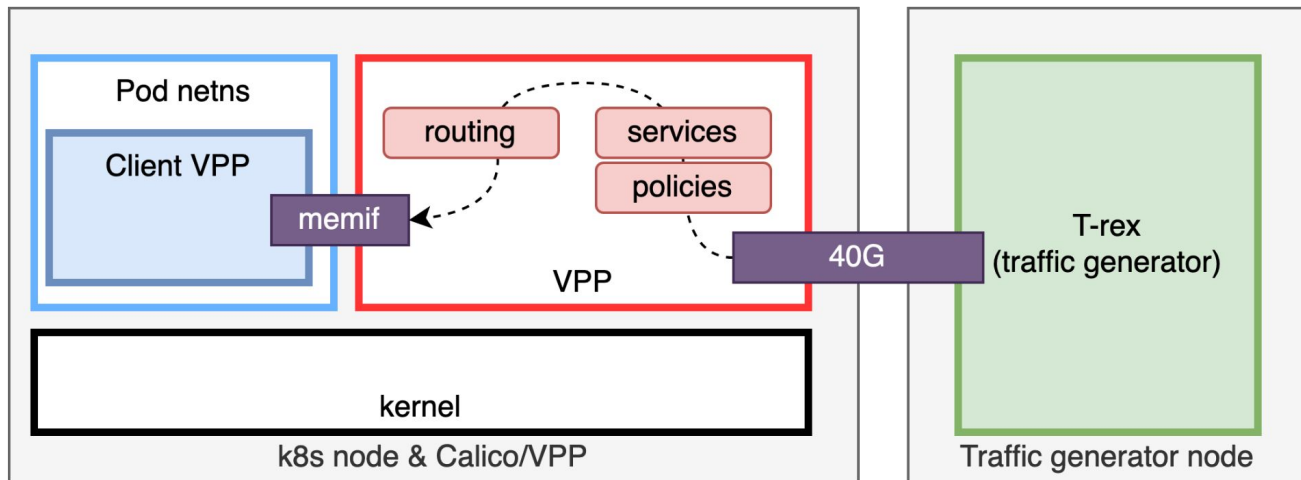 Pod netns
Client VPP
memif
routing
services
policies
VPP
40G
kernel
k8s node & Calico/VPP
T-rex
(traffic generator)
Traffic generator node